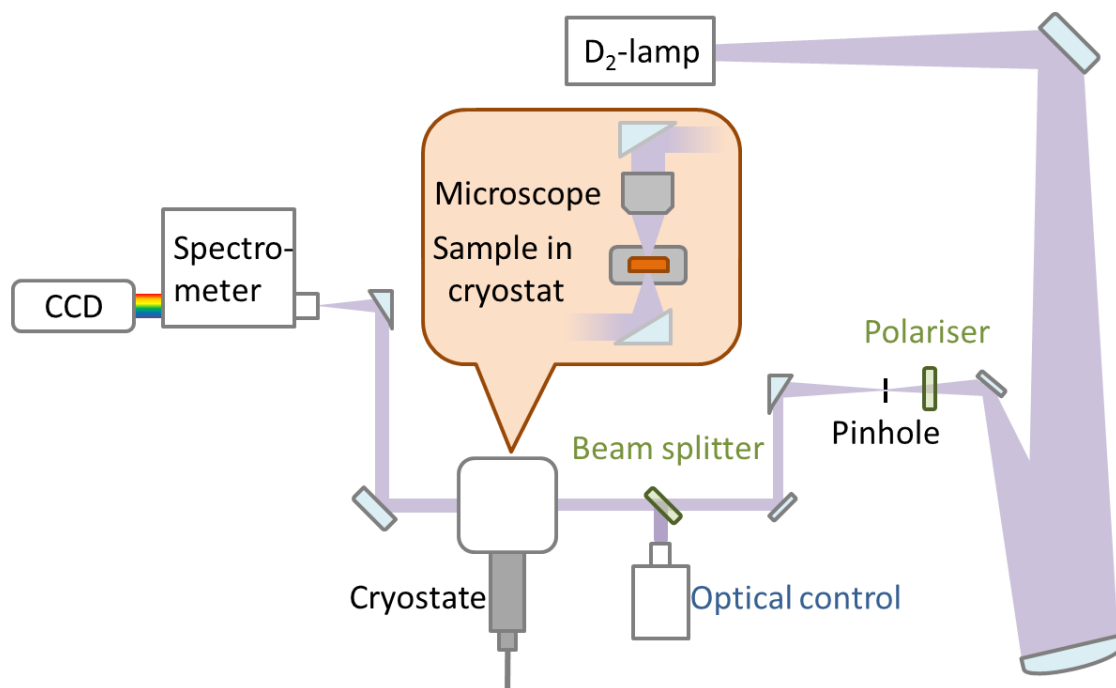 D₂-lamp
Microscope
Sample in
cryostat
Spectro-
meter
CCD
Polariser
Pinhole
Beam splitter
Cryostate
Optical control